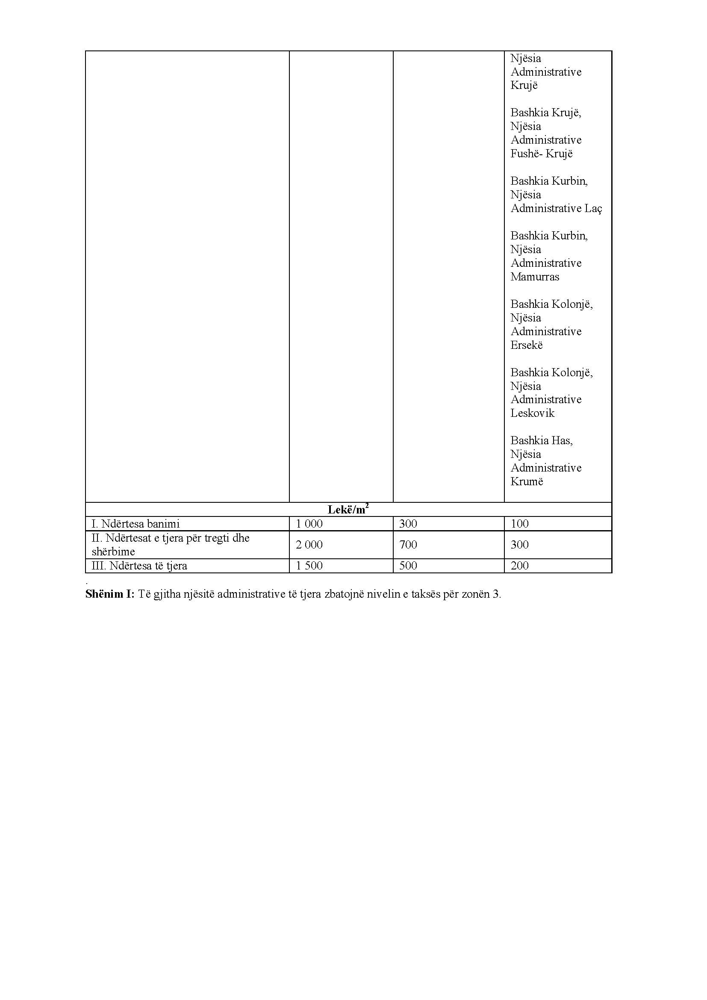 Njësia
Administrative
Krujë
Bashkia Krujë,
Njësia
Administrative
Fushë- Krujë
Bashkia Kurbin,
Njësia
Administrative Laç
Bashkia Kurbin,
Njësia
Administrative
Mamurras
Bashkia Kolonjë,
Njësia
Administrative
Ersekë
Bashkia Kolonjë,
Njësia
Administrative
Leskovik
Bashkia Has,
Njësia
Administrative
Krumë
Lekë/m²
I. Ndërtesa banimi 1 000 300 100
II. Ndërtesat e tjera për tregti dhe
shërbime 2 000 700 300
III. Ndërtesa të tjera 1 500 500 200
.
Shënim I: Të gjitha njësitë administrative të tjera zbatojnë nivelin e taksës për zonën 3.